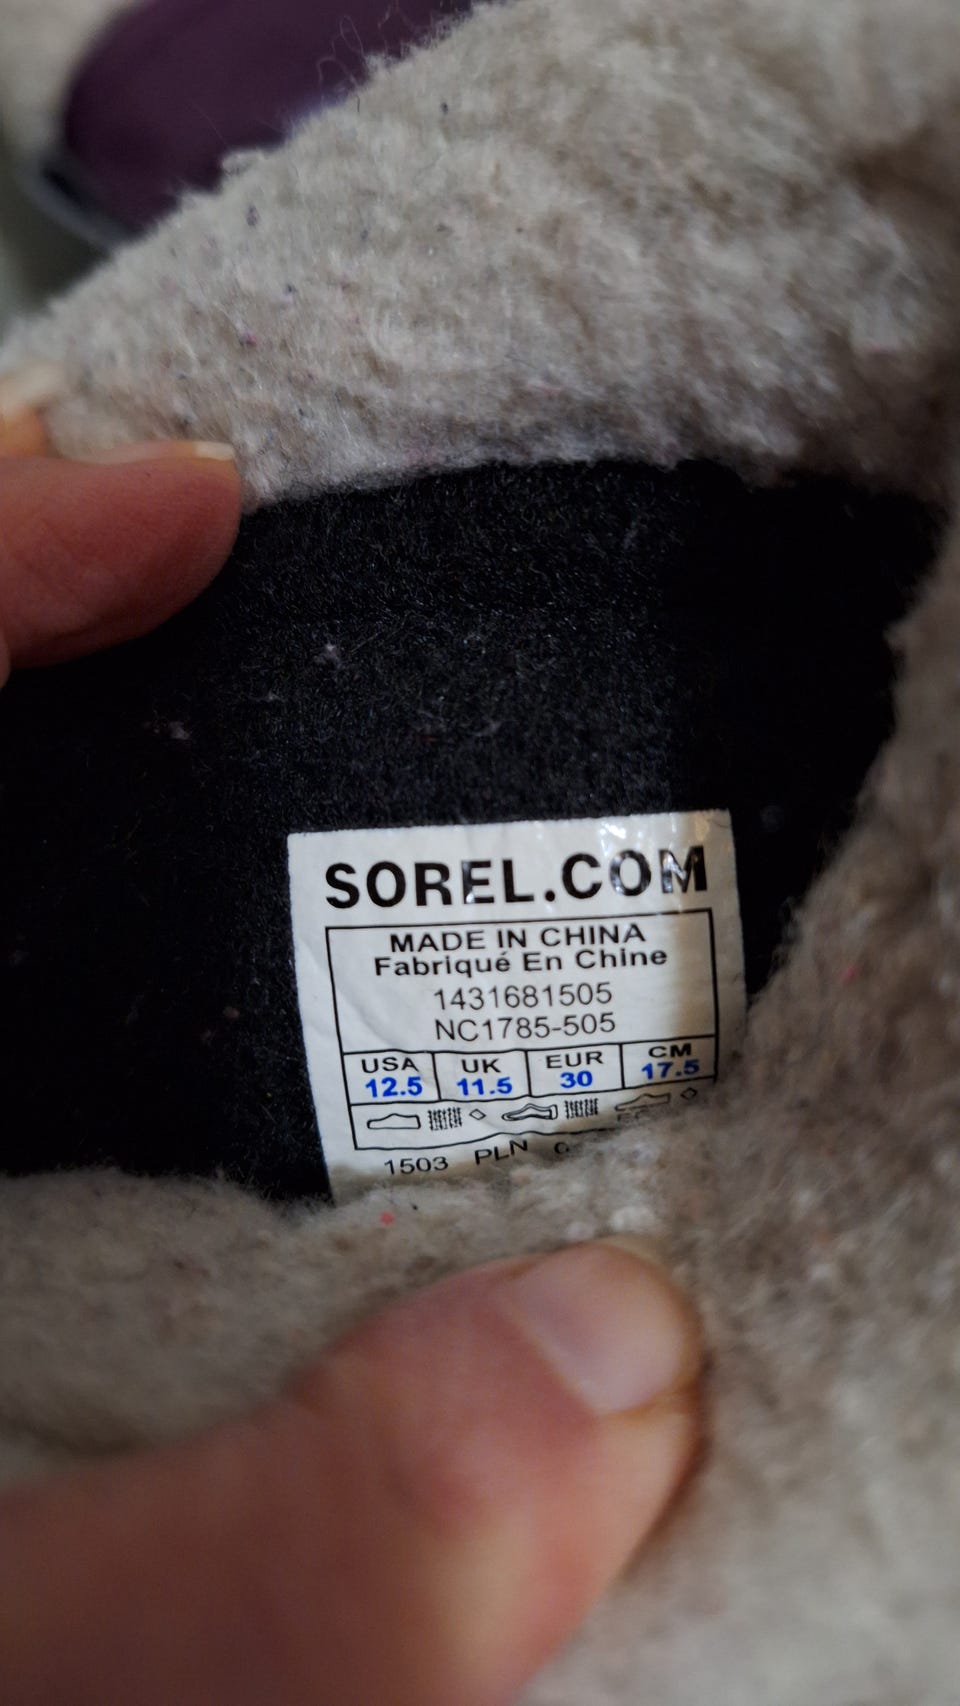 SOREL.COM
MADE IN CHINA
Fabriqué En Chine
1431681505
NC1785-505
USA UK EUR CM
12.5 11.5 30 17.5
1503 PLN